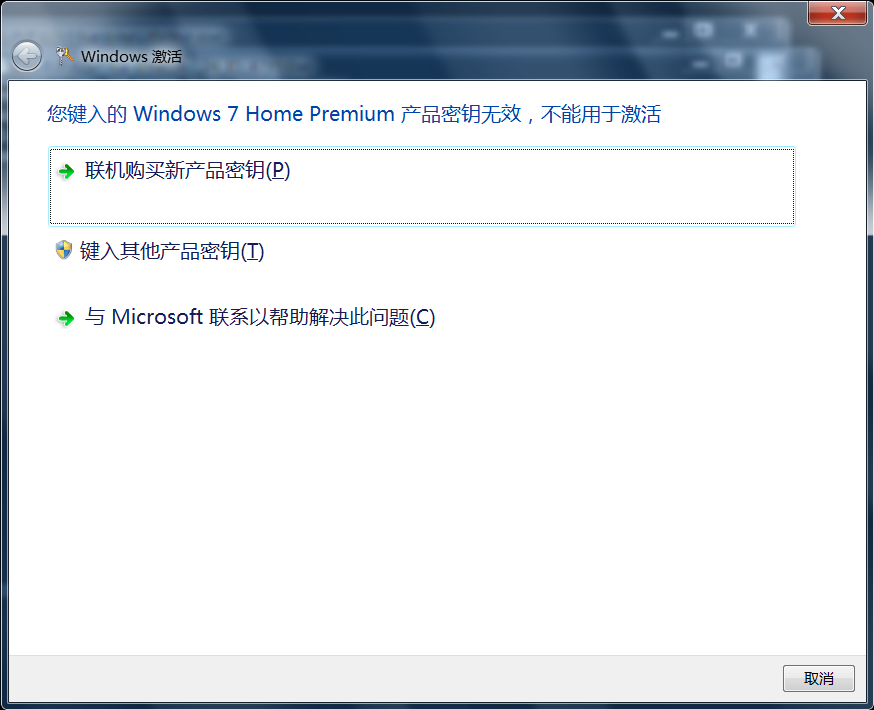 Windows 激活
您键入的 Windows 7 Home Premium 产品密钥无效，不能用于激活
联机购买新产品密钥(P)
键入其他产品密钥(T)
与 Microsoft 联系以帮助解决此问题(C)
取消